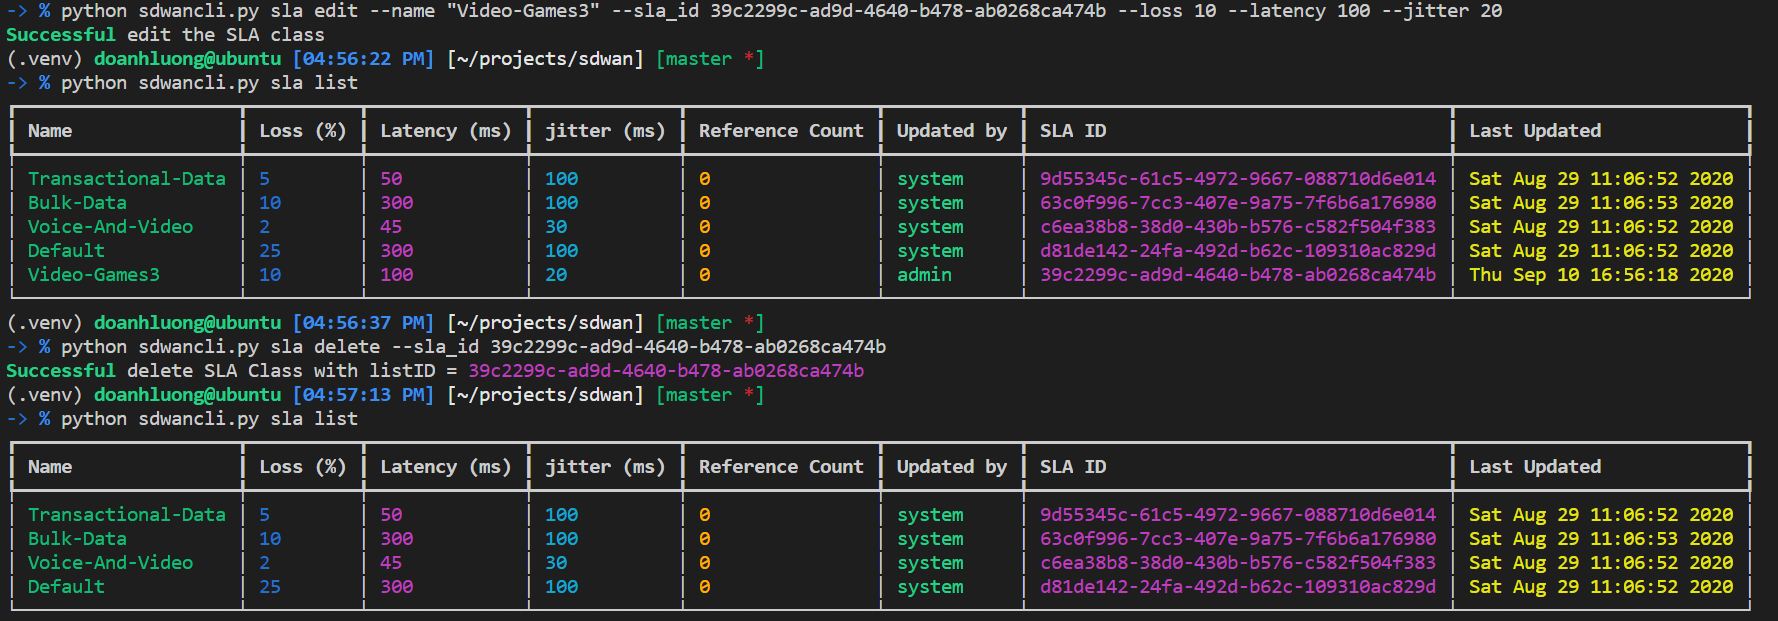 -> % python sdwancli.py sla edit --name "Video-Games3" --sla_id 39c2299c-ad9d-4640-b478-ab0268ca474b --loss 10 --latency 100 --jitter 20
Successful edit the SLA class
(.venv) doanhluong@ubuntu [04:56:22 PM] [~/projects/sdwan] [master *]
-> % python sdwancli.py sla list
Name Loss (%) Latency (ms) jitter (ms) Reference Count Updated by SLA ID Last Updated
Transactional-Data 5 50 100 0 system 9d55345c-61c5-4972-9667-088710d6e014 Sat Aug 29 11:06:52 2020
Bulk-Data 10 300 100 0 system 63c0f996-7cc3-407e-9a75-7f6b6a176980 Sat Aug 29 11:06:53 2020
Voice-And-Video 2 45 30 0 system c6ea38b8-38d0-430b-b576-c582f504f383 Sat Aug 29 11:06:52 2020
Default 25 300 100 0 system d81de142-24fa-492d-b62c-109310ac829d Sat Aug 29 11:06:52 2020
Video-Games3 10 100 20 0 admin 39c2299c-ad9d-4640-b478-ab0268ca474b Thu Sep 10 16:56:18 2020
(.venv) doanhluong@ubuntu [04:56:37 PM] [~/projects/sdwan] [master *]
-> % python sdwancli.py sla delete --sla_id 39c2299c-ad9d-4640-b478-ab0268ca474b
Successful delete SLA Class with listID = 39c2299c-ad9d-4640-b478-ab0268ca474b
(.venv) doanhluong@ubuntu [04:57:13 PM] [~/projects/sdwan] [master *]
-> % python sdwancli.py sla list
Name Loss (%) Latency (ms) jitter (ms) Reference Count Updated by SLA ID Last Updated
Transactional-Data 5 50 100 0 system 9d55345c-61c5-4972-9667-088710d6e014 Sat Aug 29 11:06:52 2020
Bulk-Data 10 300 100 0 system 63c0f996-7cc3-407e-9a75-7f6b6a176980 Sat Aug 29 11:06:53 2020
Voice-And-Video 2 45 30 0 system c6ea38b8-38d0-430b-b576-c582f504f383 Sat Aug 29 11:06:52 2020
Default 25 300 100 0 system d81de142-24fa-492d-b62c-109310ac829d Sat Aug 29 11:06:52 2020